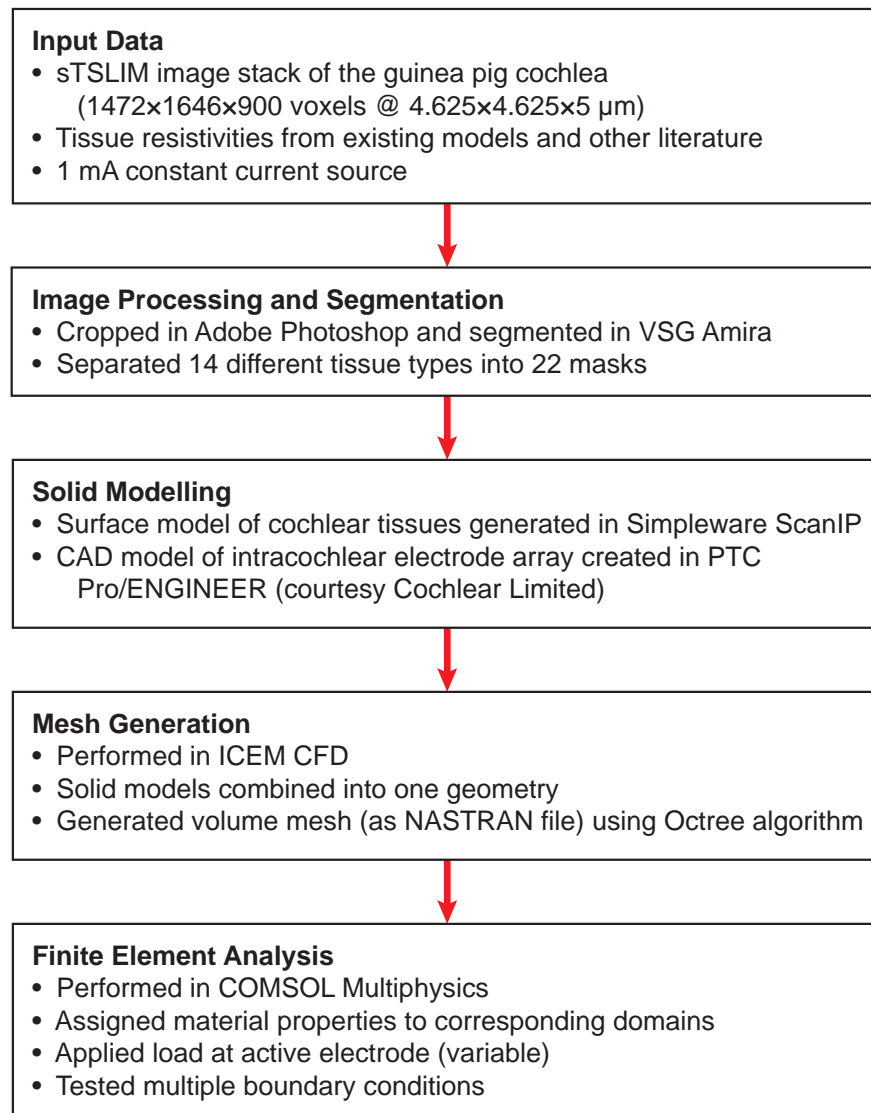 Input Data
• sTSLIM image stack of the guinea pig cochlea
(1472×1646×900 voxels @ 4.625×4.625×5 µm)
• Tissue resistivities from existing models and other literature
• 1 mA constant current source
Image Processing and Segmentation
• Cropped in Adobe Photoshop and segmented in VSG Amira
• Separated 14 different tissue types into 22 masks
Solid Modelling
• Surface model of cochlear tissues generated in Simpleware ScanIP
• CAD model of intracochlear electrode array created in PTC
Pro/ENGINEER (courtesy Cochlear Limited)
Mesh Generation
• Performed in ICEM CFD
• Solid models combined into one geometry
• Generated volume mesh (as NASTRAN file) using Octree algorithm
Finite Element Analysis
• Performed in COMSOL Multiphysics
• Assigned material properties to corresponding domains
• Applied load at active electrode (variable)
• Tested multiple boundary conditions